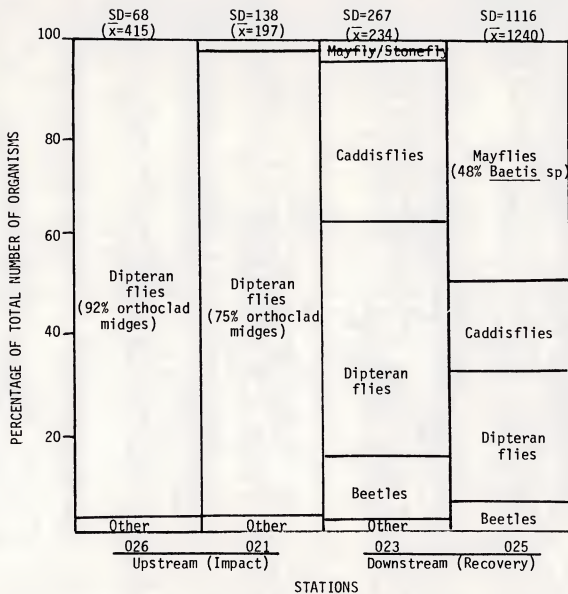 SD=68 SD=138 SD=267 SD=1116
(x̄=415) (x̄=197) (x̄=234) (x̄=1240)
PERCENTAGE OF TOTAL NUMBER OF ORGANISMS
100
80
60
40
20
Dipteran
flies
(92% orthoclad
midges)
Other
Dipteran
flies
(75% orthoclad
midges)
Other
Mayfly/Stonefly
Caddisflies
Dipteran
flies
Beetles
Other
Mayflies
(48% Baetis sp)
Caddisflies
Dipteran
flies
Beetles
026 021 023 025
Upstream (Impact) Downstream (Recovery)
STATIONS